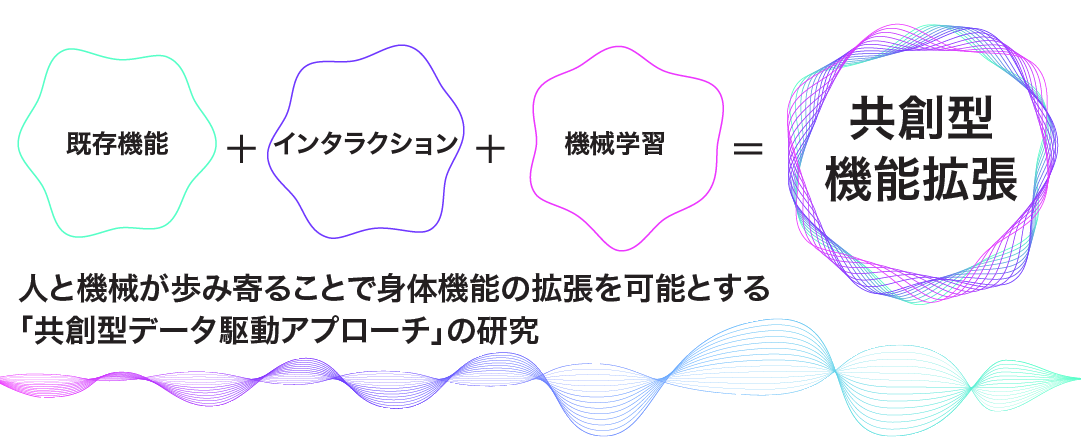 既存機能 + インタラクション + 機械学習 =
共創型
機能拡張
人と機械が歩み寄ることで身体機能の拡張を可能とする
「共創型データ駆動アプローチ」の研究